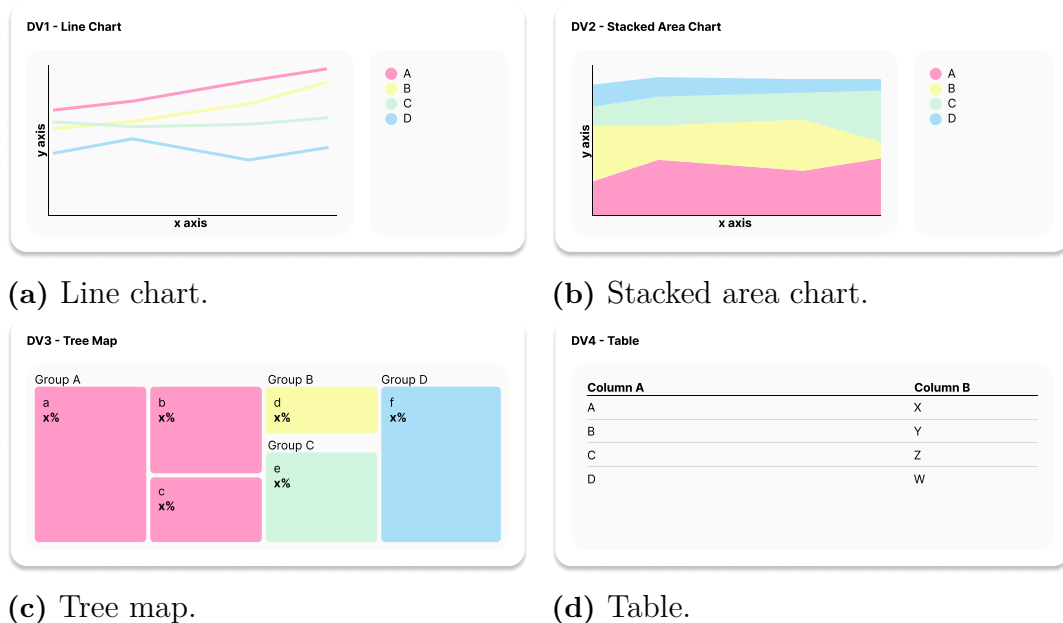 DV1 - Line Chart
y axis
x axis
A
B
C
D
(a) Line chart.
DV2 - Stacked Area Chart
y axis
x axis
A
B
C
D
(b) Stacked area chart.
DV3 - Tree Map
Group A
a
x%
b
x%
c
x%
Group B
d
x%
Group C
e
x%
Group D
f
x%
(c) Tree map.
DV4 - Table
Column A Column B
A X
B Y
C Z
D W
(d) Table.